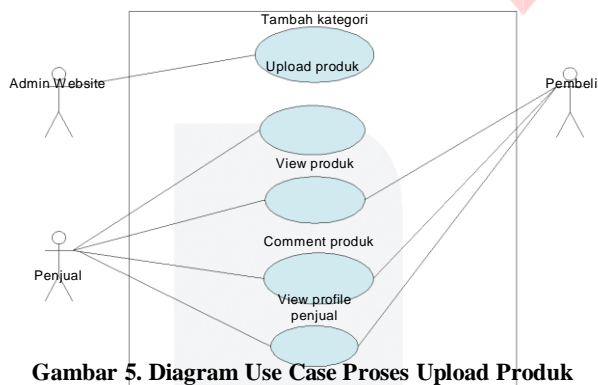 Tambah kategori
Upload produk
Admin Website
Pembeli
View produk
Comment produk
Penjual
View profile
penjual
Gambar 5. Diagram Use Case Proses Upload Produk